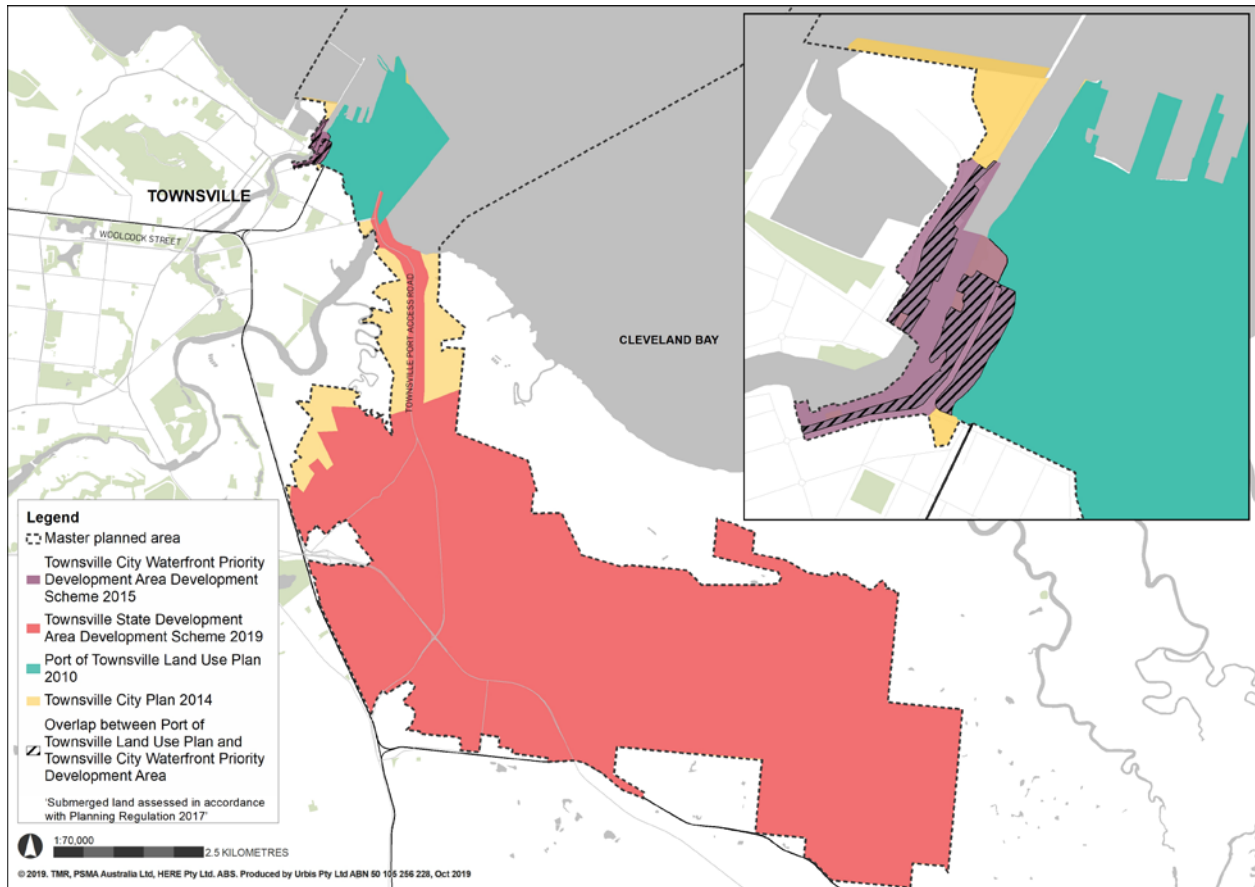 TOWNSVILLE
WOOLCOCK STREET
TOWNSVILLE PORT ACCESS ROAD
CLEVELAND BAY
Legend
Master planned area
Townsville City Waterfront Priority
Development Area Development
Scheme 2015
Townsville State Development
Area Development Scheme 2019
Port of Townsville Land Use Plan
2010
Townsville City Plan 2014
Overlap between Port of
Townsville Land Use Plan and
Townsville City Waterfront Priority
Development Area
'Submerged land assessed in accordance
with Planning Regulation 2017'
1:70,000
2.5 KILOMETRES
© 2019. TMR, PSMA Australia Ltd, HERE Pty Ltd. ABS. Produced by Urbis Pty Ltd ABN 50 105 256 228, Oct 2019